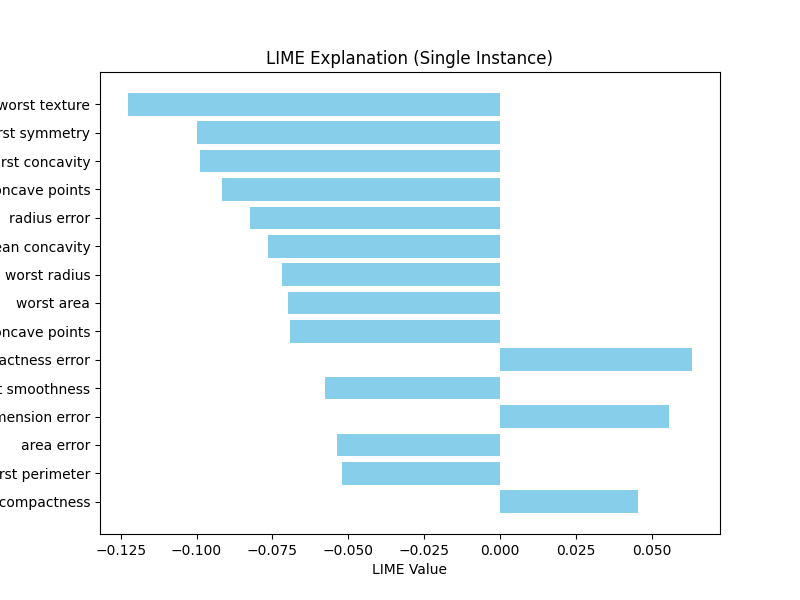 LIME Explanation (Single Instance)
worst texture
rst symmetry
rst concavity
oncave points
radius error
ean concavity
worst radius
worst area
oncave points
actness error
t smoothness
mension error
area error
rst perimeter
compactness
−0.125 −0.100 −0.075 −0.050 −0.025 0.000 0.025 0.050
LIME Value